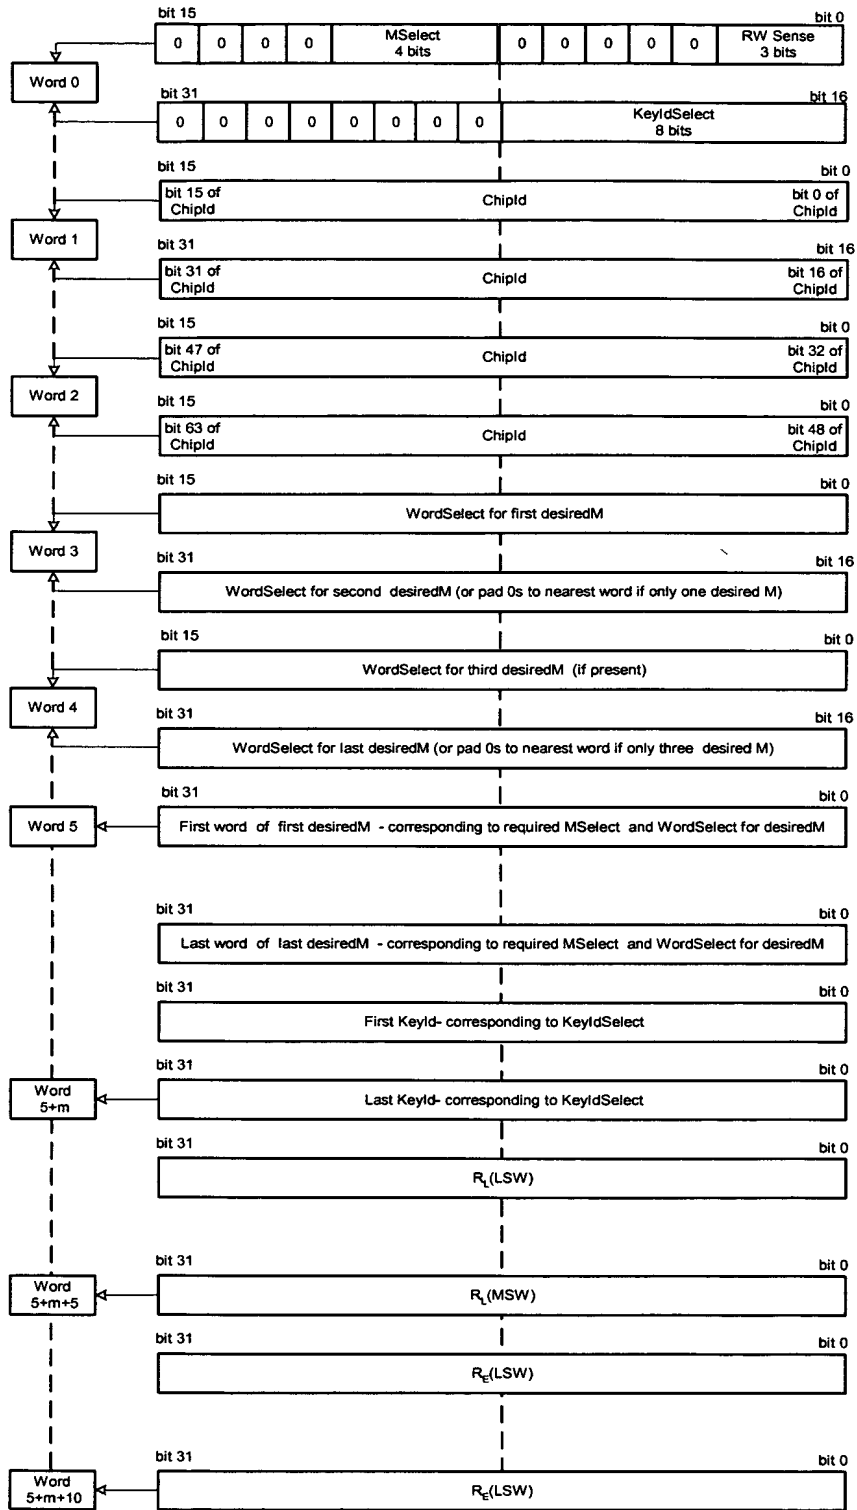 bit 15
bit 0
0 0 0 0 MSelect 0 0 0 0 0 RW Sense
4 bits 3 bits
Word 0
bit 31
bit 16
0 0 0 0 0 0 0 0 KeyIdSelect
8 bits
bit 15
bit 0
bit 15 of ChipId bit 0 of
ChipId ChipId
Word 1
bit 31
bit 16
bit 31 of ChipId bit 16 of
ChipId ChipId
bit 15
bit 0
bit 47 of ChipId bit 32 of
ChipId ChipId
Word 2
bit 15
bit 0
bit 63 of ChipId bit 48 of
ChipId ChipId
bit 15
bit 0
WordSelect for first desiredM
Word 3
bit 31
bit 16
WordSelect for second desiredM (or pad 0s to nearest word if only one desired M)
bit 15
bit 0
WordSelect for third desiredM (if present)
Word 4
bit 31
bit 16
WordSelect for last desiredM (or pad 0s to nearest word if only three desired M)
bit 31
bit 0
Word 5 First word of first desiredM - corresponding to required MSelect and WordSelect for desiredM
bit 31
bit 0
Last word of last desiredM - corresponding to required MSelect and WordSelect for desiredM
bit 31
bit 0
First KeyId- corresponding to KeyIdSelect
bit 31
bit 0
Word
5+m
Last KeyId- corresponding to KeyIdSelect
bit 31
bit 0
RL(LSW)
bit 31
bit 0
Word
5+m+5
RL(MSW)
bit 31
bit 0
RE(LSW)
bit 31
bit 0
Word
5+m+10
RE(LSW)